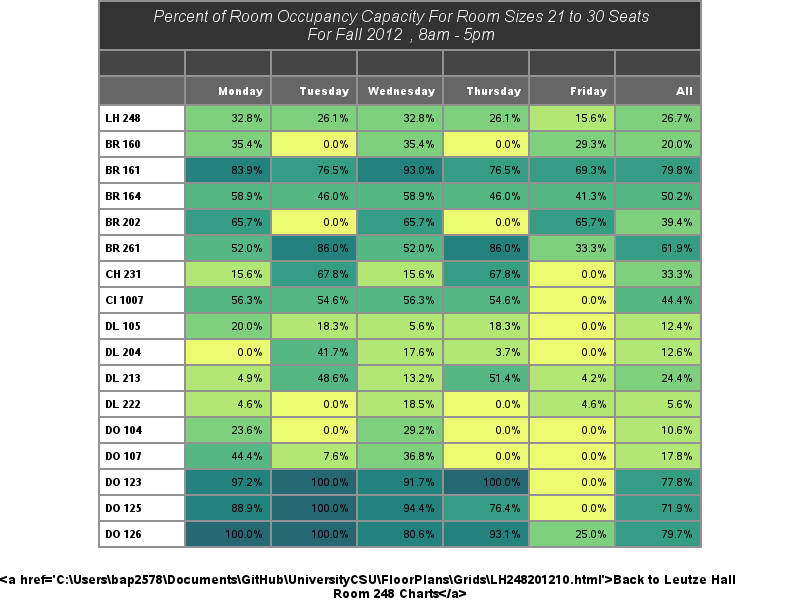 Percent of Room Occupancy Capacity For Room Sizes 21 to 30 Seats
For Fall 2012 , 8am - 5pm
Monday Tuesday Wednesday Thursday Friday All
LH 248 32.8% 26.1% 32.8% 26.1% 15.6% 26.7%
BR 160 35.4% 0.0% 35.4% 0.0% 29.3% 20.0%
BR 161 83.9% 76.5% 93.0% 76.5% 69.3% 79.8%
BR 164 58.9% 46.0% 58.9% 46.0% 41.3% 50.2%
BR 202 65.7% 0.0% 65.7% 0.0% 65.7% 39.4%
BR 261 52.0% 86.0% 52.0% 86.0% 33.3% 61.9%
CH 231 15.6% 67.8% 15.6% 67.8% 0.0% 33.3%
CI 1007 56.3% 54.6% 56.3% 54.6% 0.0% 44.4%
DL 105 20.0% 18.3% 5.6% 18.3% 0.0% 12.4%
DL 204 0.0% 41.7% 17.6% 3.7% 0.0% 12.6%
DL 213 4.9% 48.6% 13.2% 51.4% 4.2% 24.4%
DL 222 4.6% 0.0% 18.5% 0.0% 4.6% 5.6%
DO 104 23.6% 0.0% 29.2% 0.0% 0.0% 10.6%
DO 107 44.4% 7.6% 36.8% 0.0% 0.0% 17.8%
DO 123 97.2% 100.0% 91.7% 100.0% 0.0% 77.8%
DO 125 88.9% 100.0% 94.4% 76.4% 0.0% 71.9%
DO 126 100.0% 100.0% 80.6% 93.1% 25.0% 79.7%
<a href='C:\Users\bap2578\Documents\GitHub\UniversityCSU\FloorPlans\Grids\LH248201210.html'>Back to Leutze Hall
Room 248 Charts</a>